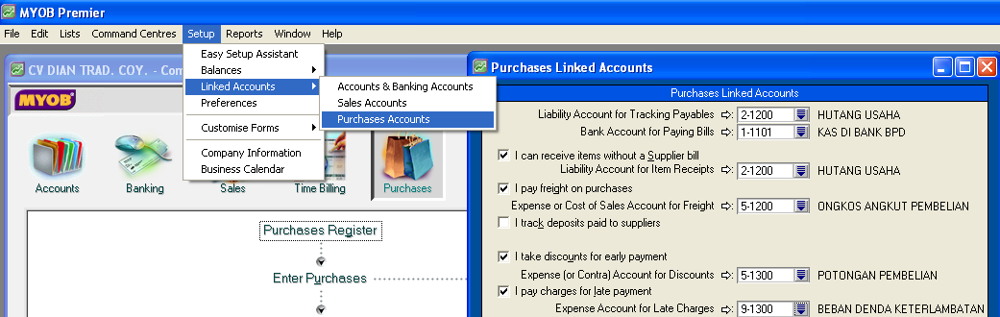 MYOB Premier
File Edit Lists Command Centres Setup Reports Window Help
Easy Setup Assistant
Balances
Linked Accounts
Preferences
Customise Forms
Company Information
Business Calendar
Accounts & Banking Accounts
Sales Accounts
Purchases Accounts
CV DIAN TRAD. COY. - Com
MYOB
Accounts Banking Sales Time Billing Purchases
Purchases Register
Enter Purchases
Purchases Linked Accounts
Purchases Linked Accounts
Liability Account for Tracking Payables 2-1200 HUTANG USAHA
Bank Account for Paying Bills 1-1101 KAS DI BANK BPD
I can receive items without a Supplier bill
Liability Account for Item Receipts 2-1200 HUTANG USAHA
I pay freight on purchases
Expense or Cost of Sales Account for Freight 5-1200 ONGKOS ANGKUT PEMBELIAN
I track deposits paid to suppliers
I take discounts for early payment
Expense (or Contra) Account for Discounts 5-1300 POTONGAN PEMBELIAN
I pay charges for late payment
Expense Account for Late Charges 9-1300 BEBAN DENDA KETERLAMBATAN